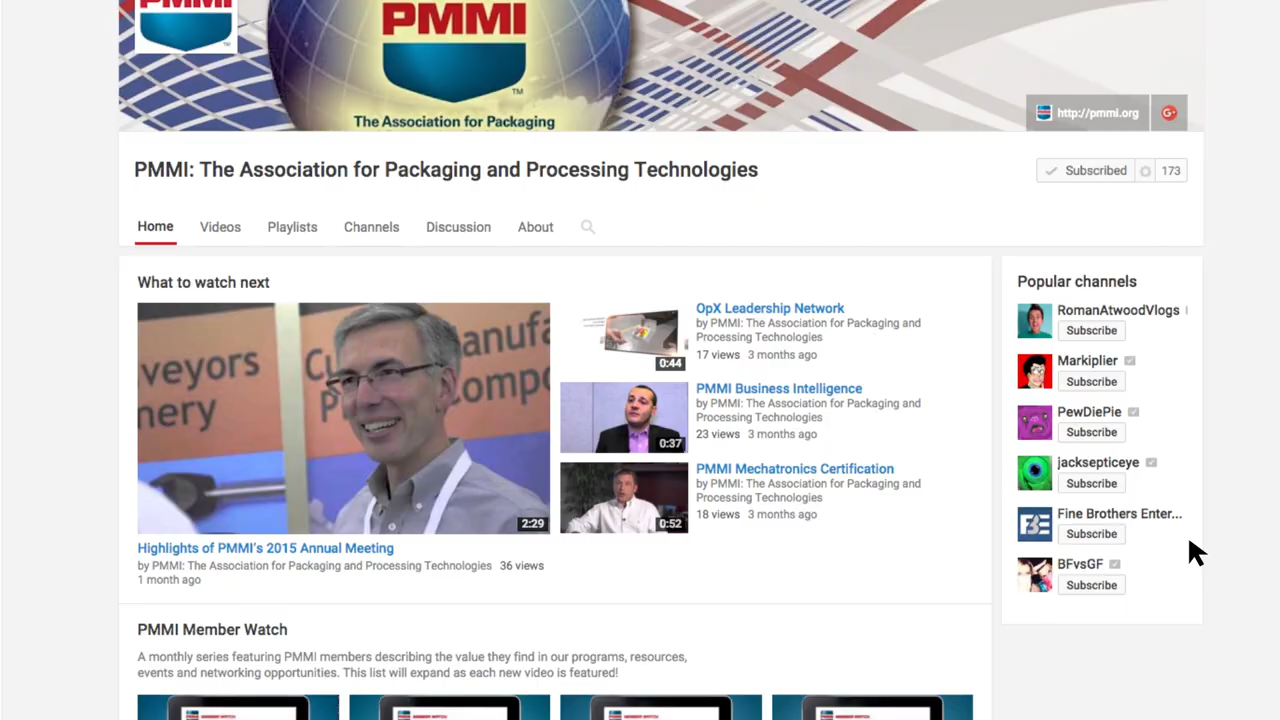 PMMI
PMMI
TM
TM
The Association for Packaging
http://pmmi.org
PMMI: The Association for Packaging and Processing Technologies
Subscribed
173
Home
Videos
Playlists
Channels
Discussion
About
What to watch next
veyors
nery
Cu
P
anufa
ompo
2:29
Highlights of PMMI's 2015 Annual Meeting
by PMMI: The Association for Packaging and Processing Technologies 36 views
1 month ago
0:44
OpX Leadership Network
by PMMI: The Association for Packaging and
Processing Technologies
17 views 3 months ago
0:37
PMMI Business Intelligence
by PMMI: The Association for Packaging and
Processing Technologies
23 views 3 months ago
0:52
PMMI Mechatronics Certification
by PMMI: The Association for Packaging and
Processing Technologies
18 views 3 months ago
Popular channels
RomanAtwoodVlogs
Subscribe
Markiplier
Subscribe
PewDiePie
Subscribe
jacksepticeye
Subscribe
FBE
Fine Brothers Enter...
Subscribe
BFvsGF
Subscribe
PMMI Member Watch
A monthly series featuring PMMI members describing the value they find in our programs, resources,
events and networking opportunities. This list will expand as each new video is featured!